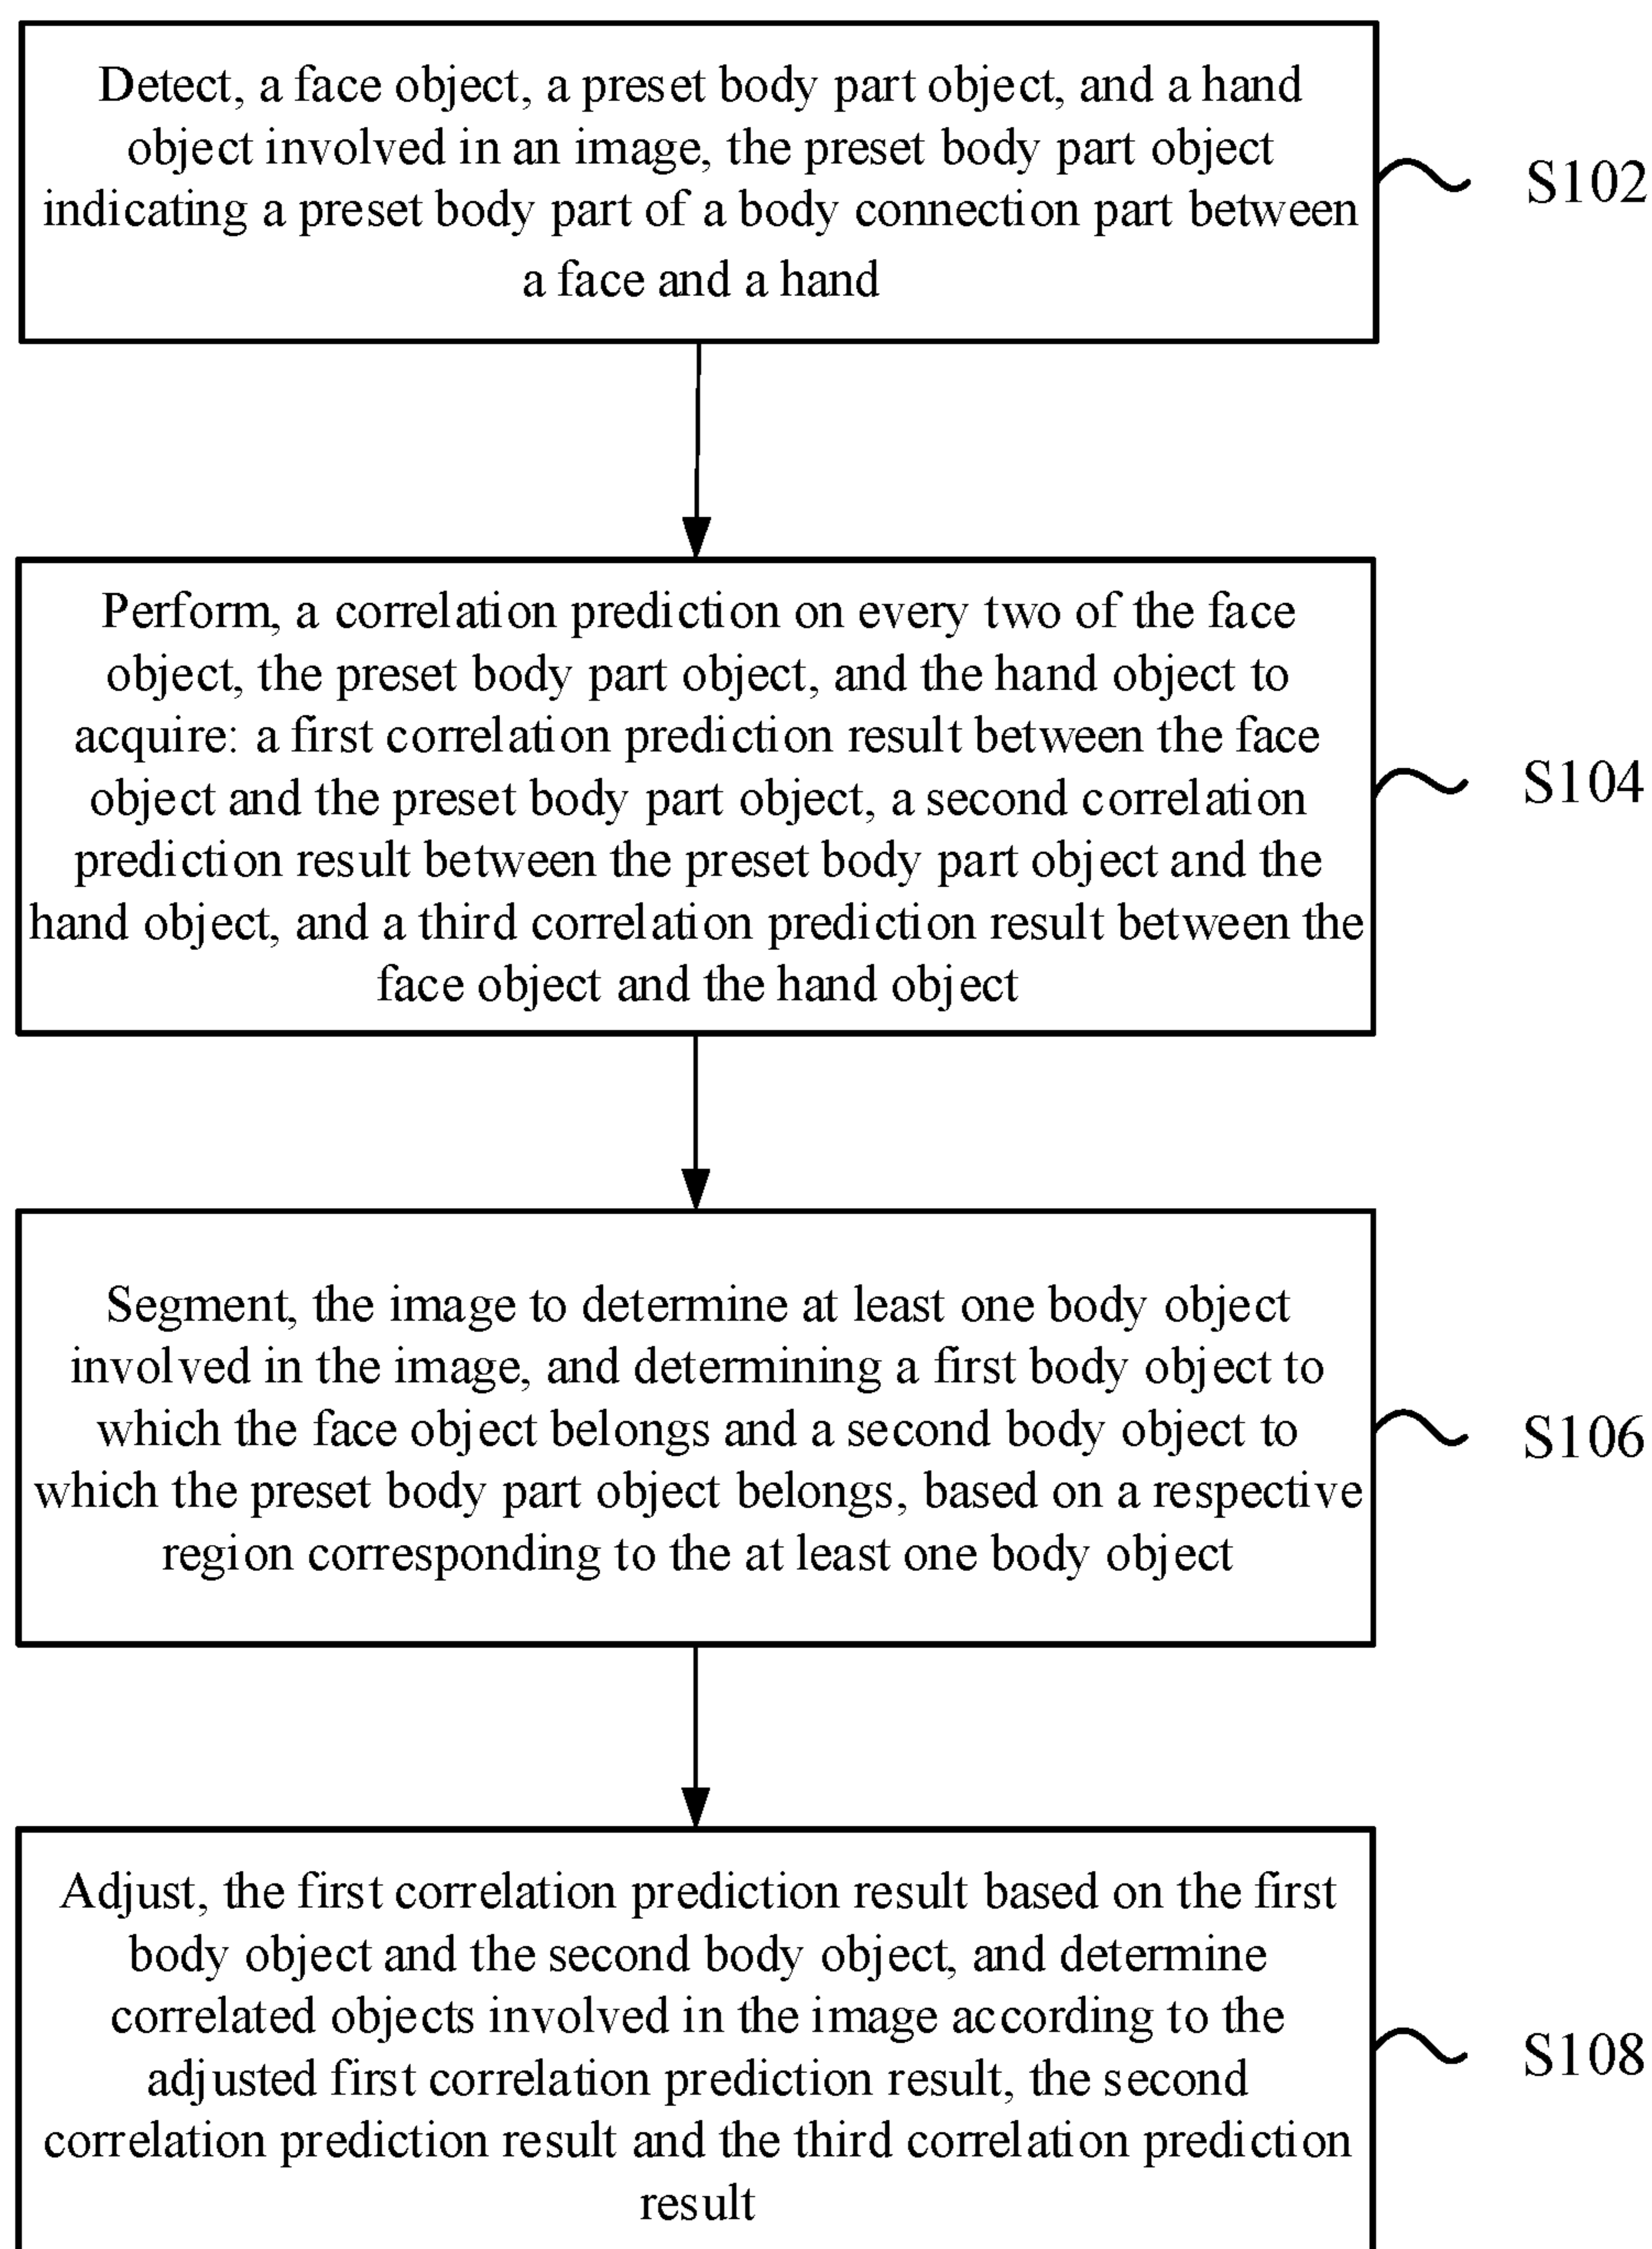 Detect, a face object, a preset body part object, and a hand
object involved in an image, the preset body part object
indicating a preset body part of a body connection part between
a face and a hand
S102
Perform, a correlation prediction on every two of the face
object, the preset body part object, and the hand object to
acquire: a first correlation prediction result between the face
object and the preset body part object, a second correlation
prediction result between the preset body part object and the
hand object, and a third correlation prediction result between the
face object and the hand object
S104
Segment, the image to determine at least one body object
involved in the image, and determining a first body object to
which the face object belongs and a second body object to
which the preset body part object belongs, based on a respective
region corresponding to the at least one body object
S106
Adjust, the first correlation prediction result based on the first
body object and the second body object, and determine
correlated objects involved in the image according to the
adjusted first correlation prediction result, the second
correlation prediction result and the third correlation prediction
result
S108